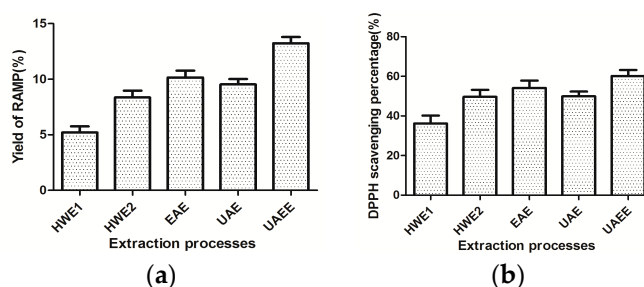 Yield of RAMP(%)
15
10
5
0
HWE1
HWE2
EAE
UAE
UAEE
Extraction processes
(a)
DPPH scavenging percentage(%)
80
60
40
20
0
HWE1
HWE2
EAE
UAE
UAEE
Extraction processes
(b)